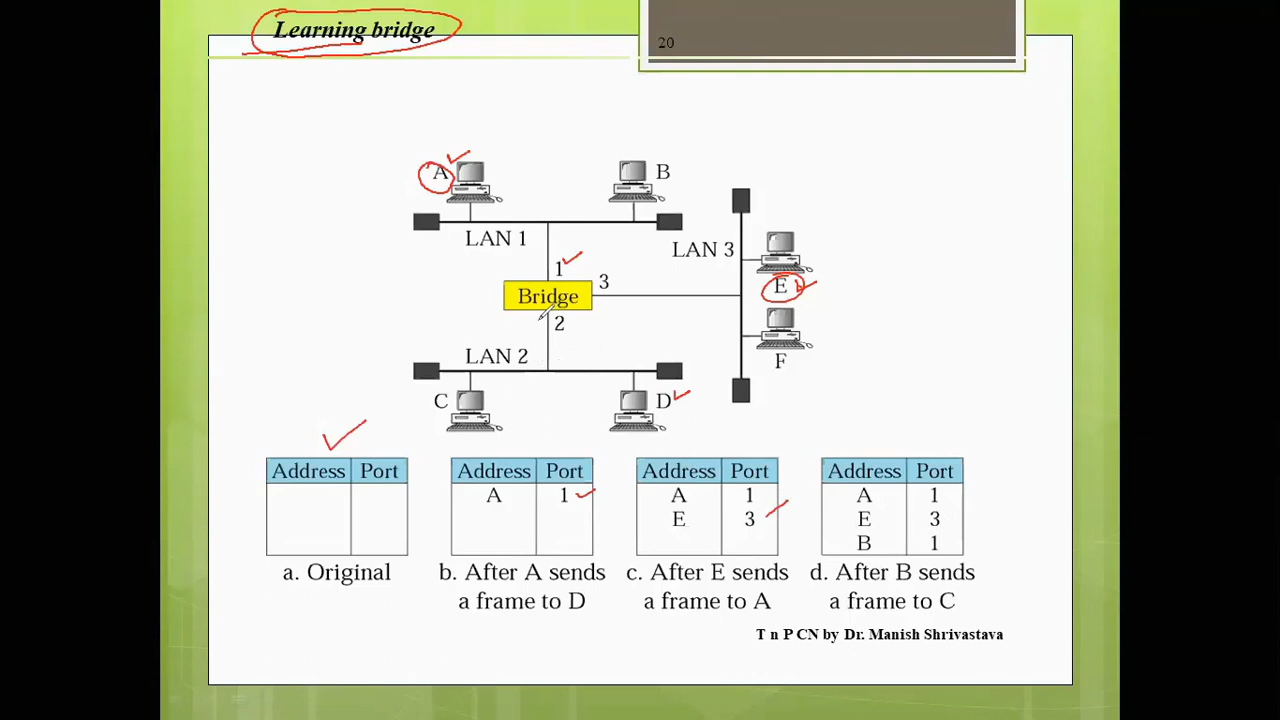 Learning bridge
20
A
B
LAN 1
LAN 3
1
3
E
Bridge
2
LAN 2
F
C
D
Address Port
Address Port
A 1
Address Port
A 1
E 3
Address Port
A 1
E 3
B 1
a. Original
b. After A sends
a frame to D
c. After E sends
a frame to A
d. After B sends
a frame to C
T n P CN by Dr. Manish Shrivastava